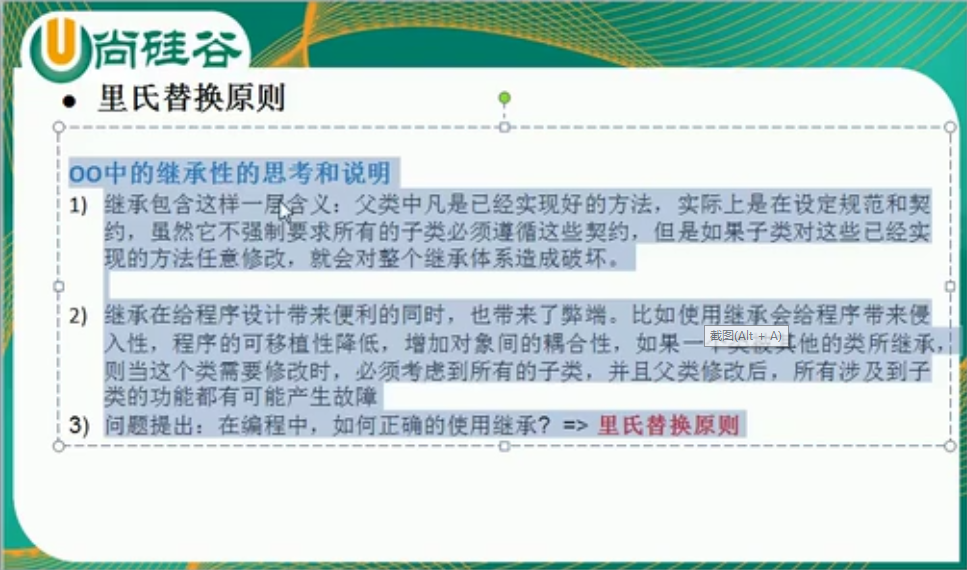 尚硅谷
● 里氏替换原则
OO中的继承性的思考和说明
1) 继承包含这样一层含义：父类中凡是已经实现好的方法，实际上是在设定规范和契
约，虽然它不强制要求所有的子类必须遵循这些契约，但是如果子类对这些已经实
现的方法任意修改，就会对整个继承体系造成破坏。
2) 继承在给程序设计带来便利的同时，也带来了弊端。比如使用继承会给程序带来侵
入性，程序的可移植性降低，增加对象间的耦合性，如果一个类被其他的类所继承，
截图(Alt + A)
则当这个类需要修改时，必须考虑到所有的子类，并且父类修改后，所有涉及到子
类的功能都有可能产生故障
3) 问题提出：在编程中，如何正确的使用继承? => 里氏替换原则